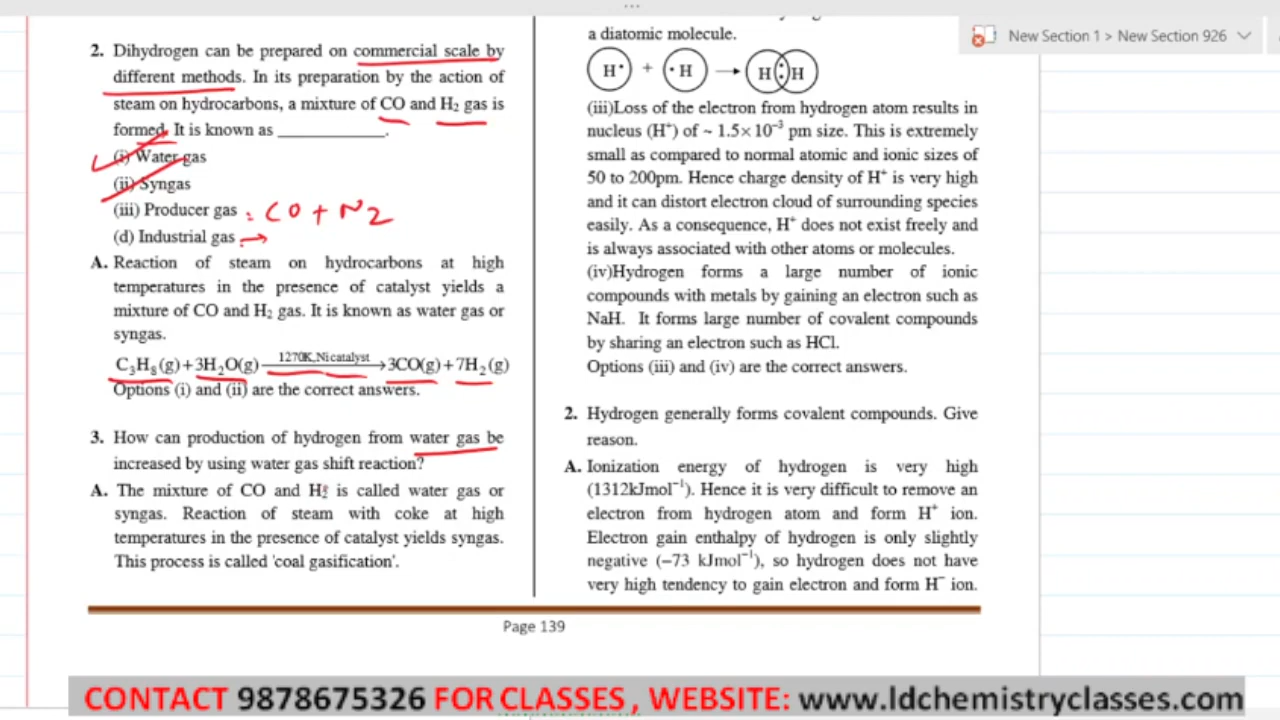 New Section 1 > New Section 926
2. Dihydrogen can be prepared on commercial scale by
different methods. In its preparation by the action of
steam on hydrocarbons, a mixture of CO and H₂ gas is
formed. It is known as ____________.
(i) Water gas
(ii) Syngas
(iii) Producer gas : CO + N2
(d) Industrial gas →
A. Reaction of steam on hydrocarbons at high
temperatures in the presence of catalyst yields a
mixture of CO and H₂ gas. It is known as water gas or
syngas.
C₃H₈(g)+3H₂O(g) 1270K,Ni catalyst → 3CO(g)+7H₂(g)
Options (i) and (ii) are the correct answers.
3. How can production of hydrogen from water gas be
increased by using water gas shift reaction?
A. The mixture of CO and H₂ is called water gas or
syngas. Reaction of steam with coke at high
temperatures in the presence of catalyst yields syngas.
This process is called 'coal gasification'.
a diatomic molecule.
H• + •H → H:H
(iii)Loss of the electron from hydrogen atom results in
nucleus (H⁺) of ~ 1.5×10⁻³ pm size. This is extremely
small as compared to normal atomic and ionic sizes of
50 to 200pm. Hence charge density of H⁺ is very high
and it can distort electron cloud of surrounding species
easily. As a consequence, H⁺ does not exist freely and
is always associated with other atoms or molecules.
(iv)Hydrogen forms a large number of ionic
compounds with metals by gaining an electron such as
NaH. It forms large number of covalent compounds
by sharing an electron such as HCl.
Options (iii) and (iv) are the correct answers.
2. Hydrogen generally forms covalent compounds. Give
reason.
A. Ionization energy of hydrogen is very high
(1312kJmol⁻¹). Hence it is very difficult to remove an
electron from hydrogen atom and form H⁺ ion.
Electron gain enthalpy of hydrogen is only slightly
negative (−73 kJmol⁻¹), so hydrogen does not have
very high tendency to gain electron and form H⁻ ion.
Page 139
CONTACT 9878675326 FOR CLASSES , WEBSITE: www.ldchemistryclasses.com